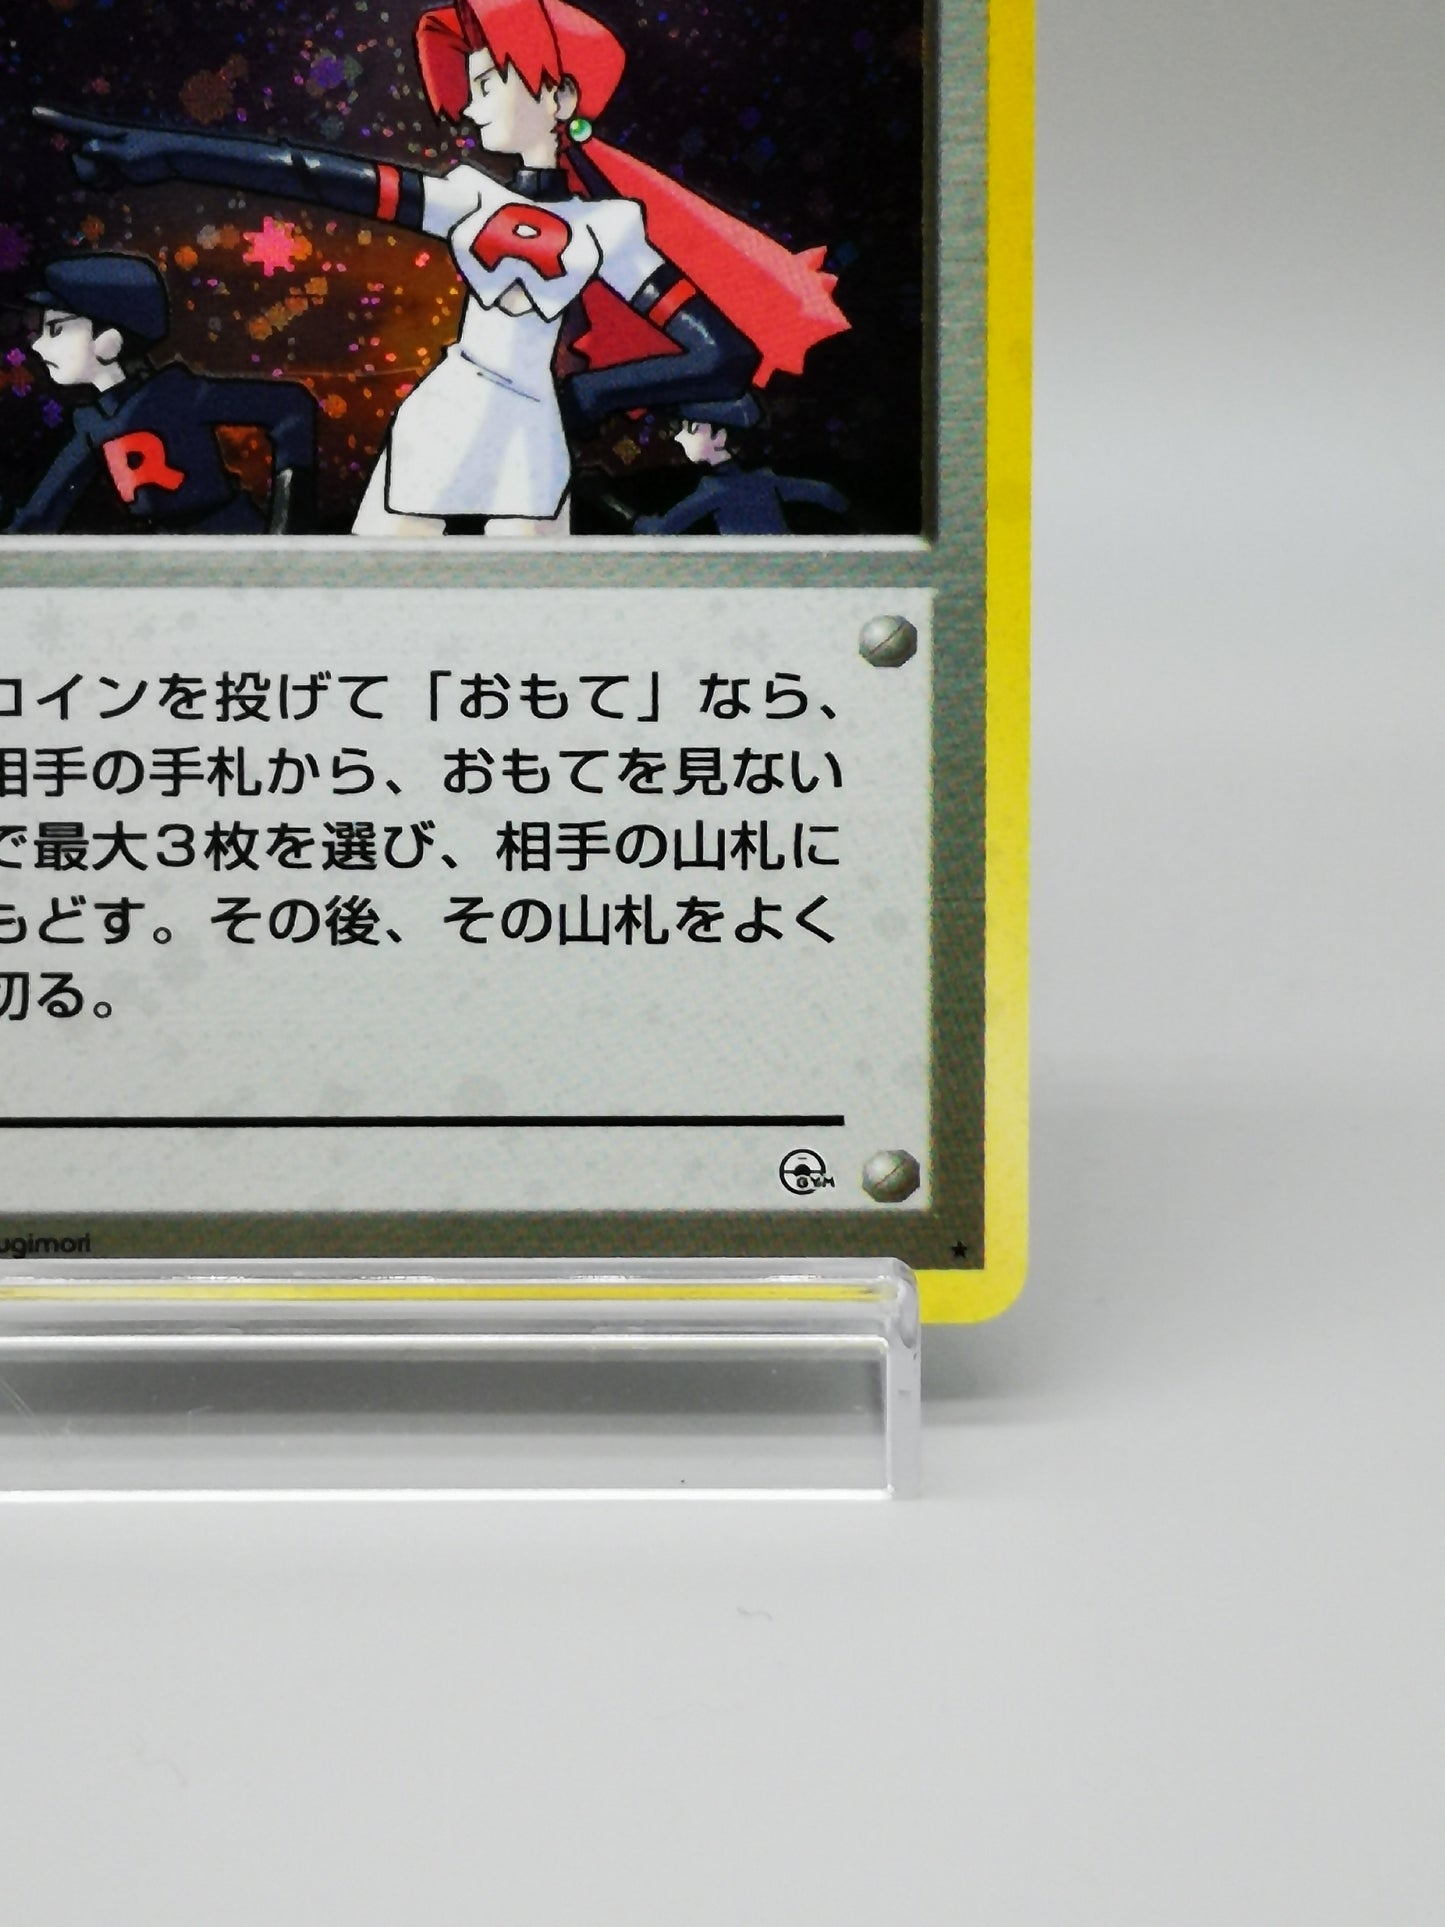 R
R
コインを投げて「おもて」なら、
相手の手札から、おもてを見ない
で最大3枚を選び、相手の山札に
もどす。その後、その山札をよく
切る。
GYM
ugimori ★